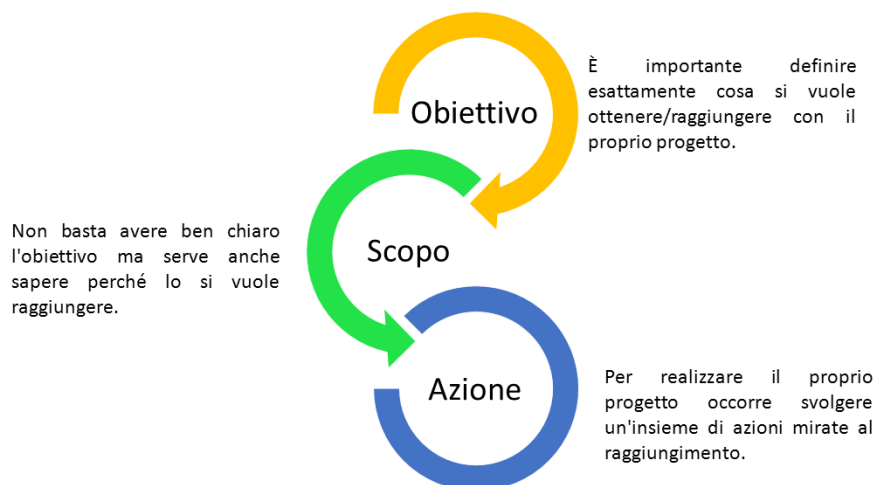 Obiettivo
È importante definire
esattamente cosa si vuole
ottenere/raggiungere con il
proprio progetto.
Scopo
Non basta avere ben chiaro
l'obiettivo ma serve anche
sapere perché lo si vuole
raggiungere.
Azione
Per realizzare il proprio
progetto occorre svolgere
un'insieme di azioni mirate al
raggiungimento.